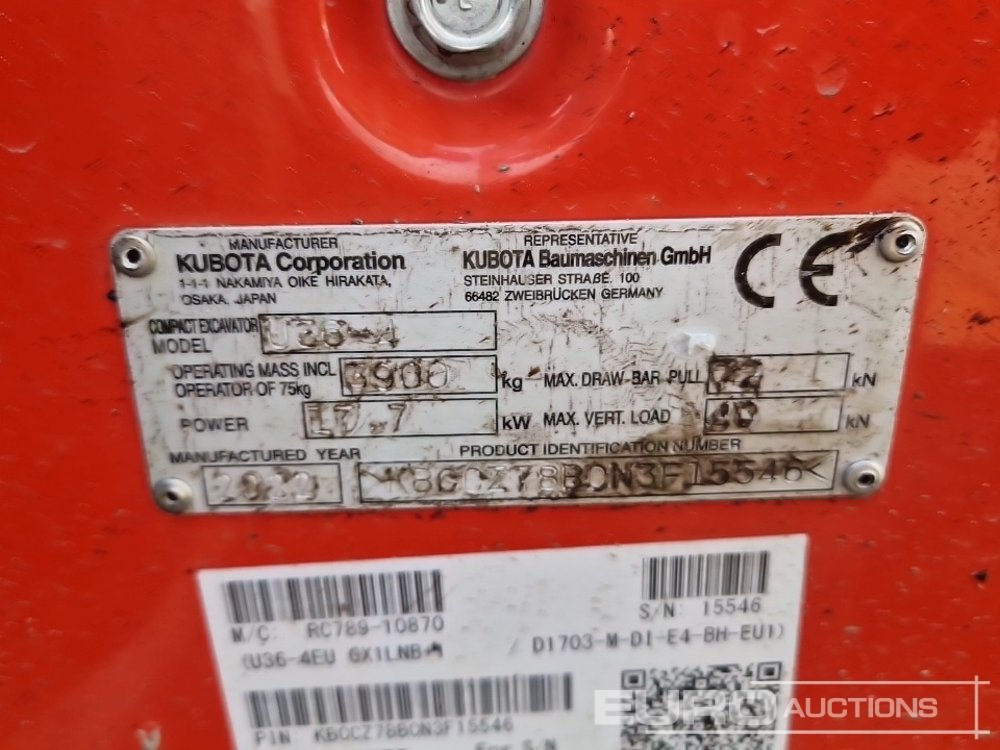 MANUFACTURER
KUBOTA Corporation
1-1-1 NAKAMIYA OIKE HIRAKATA,
OSAKA, JAPAN
REPRESENTATIVE
KUBOTA Baumaschinen GmbH
STEINHAUSER STRAßE. 100
66482 ZWEIBRÜCKEN GERMANY
CE
COMPACT EXCAVATOR
MODEL U36-4
OPERATING MASS INCL
OPERATOR OF 75kg 3900 kg
MAX. DRAW-BAR PULL kN
POWER 17.7 kW
MAX. VERT. LOAD kN
MANUFACTURED YEAR
2022
PRODUCT IDENTIFICATION NUMBER
M/C: RC789-10870
S/N: 15546
(U36-4EU / D1703-M-DI-E4-BH-EU1)
PIN:
S/N
EURO AUCTIONS